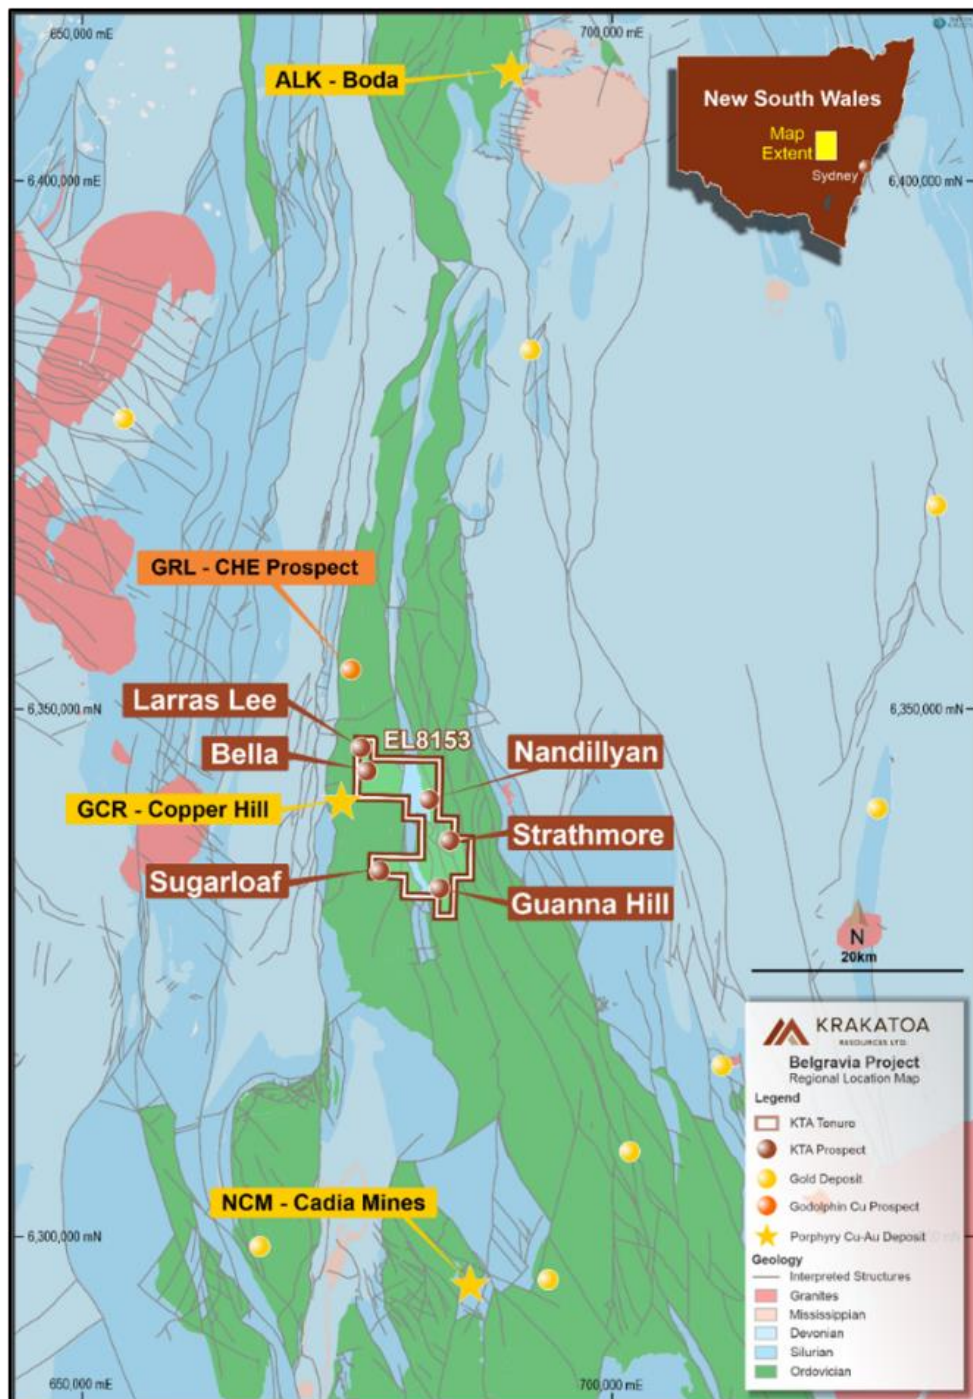 650,000 mE
700,000 mE
ALK - Boda
New South Wales
Map
Extent
Sydney
6,400,000 mE
6,400,000 mN
GRL - CHE Prospect
6,350,000 mN
6,350,000 mN
Larras Lee
EL8153
Bella
Nandillyan
GCR - Copper Hill
Strathmore
Sugarloaf
Guanna Hill
N
20km
KRAKATOA
RESOURCES LTD
Belgravia Project
Regional Location Map
Legend
KTA Tenure
KTA Prospect
Gold Deposit
Godolphin Cu Prospect
Porphyry Cu-Au Deposit
Geology
Interpreted Structures
Granites
Mississippian
Devonian
Silurian
Ordovician
NCM - Cadia Mines
6,300,000 mN
650,000 mE
700,000 mE